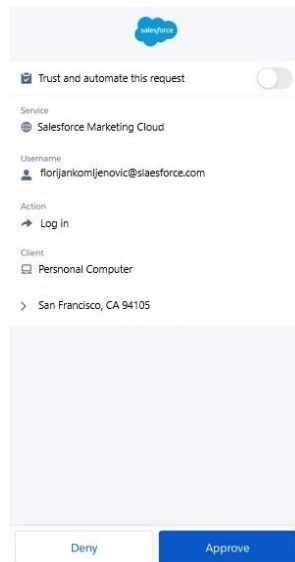 salesforce
Trust and automate this request
Service
Salesforce Marketing Cloud
Username
florijankomljenovic@slaesforce.com
Action
Log in
Client
Persnonal Computer
San Francisco, CA 94105
Deny
Approve